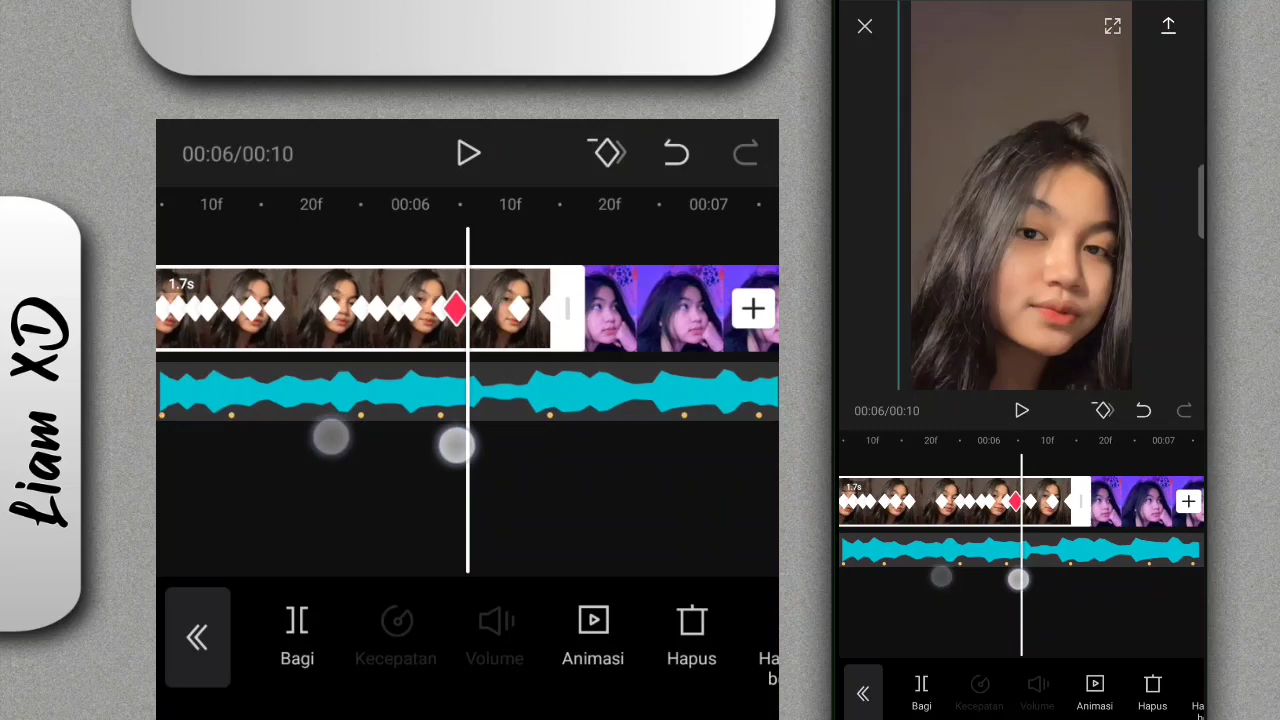 Liam XD
00:06/00:10
10f 20f 00:06 10f 20f 00:07
1.7s
Bagi Kecepatan Volume Animasi Hapus Ha
b
00:06/00:10
10f 20f 00:06 10f 20f 00:07
1.7s
Bagi Kecepatan Volume Animasi Hapus Ha
b